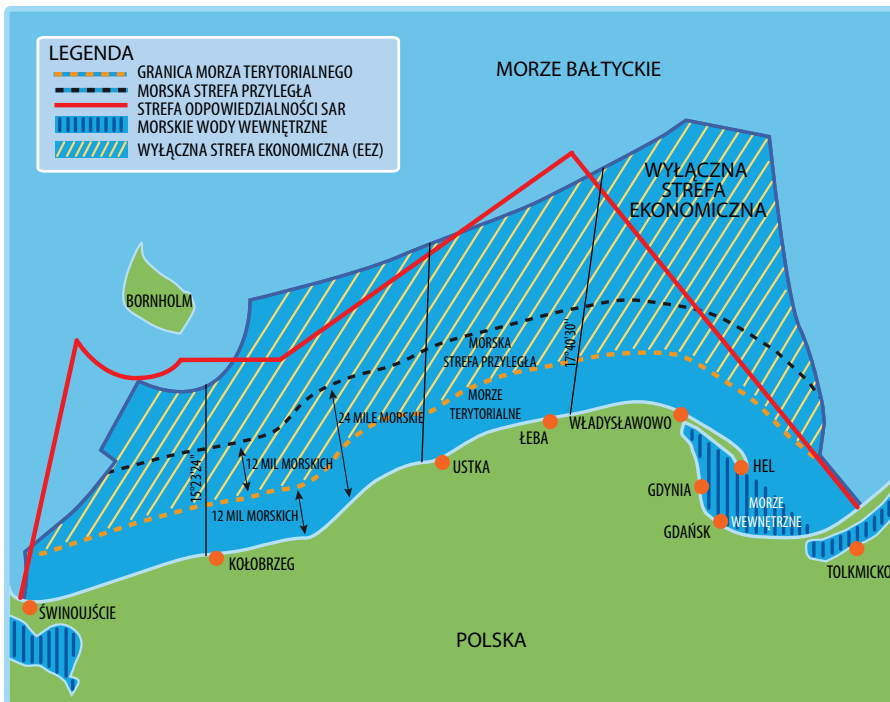 LEGENDA
GRANICA MORZA TERYTORIALNEGO
MORSKA STREFA PRZYLEGŁA
STREFA ODPOWIEDZIALNOŚCI SAR
MORSKIE WODY WEWNĘTRZNE
WYŁĄCZNA STREFA EKONOMICZNA (EEZ)
MORZE BAŁTYCKIE
WYŁĄCZNA
STREFA
EKONOMICZNA
BORNHOLM
MORSKA
STREFA PRZYLEGŁA
17°40'30"
MORZE
TERYTORIALNE
24 MILE MORSKIE
12 MIL MORSKICH
15°23'24"
12 MIL MORSKICH
WŁADYSŁAWOWO
ŁEBA
USTKA
HEL
GDYNIA
MORZE
WEWNĘTRZNE
GDAŃSK
KOŁOBRZEG
TOLKMICKO
ŚWINOUJŚCIE
POLSKA